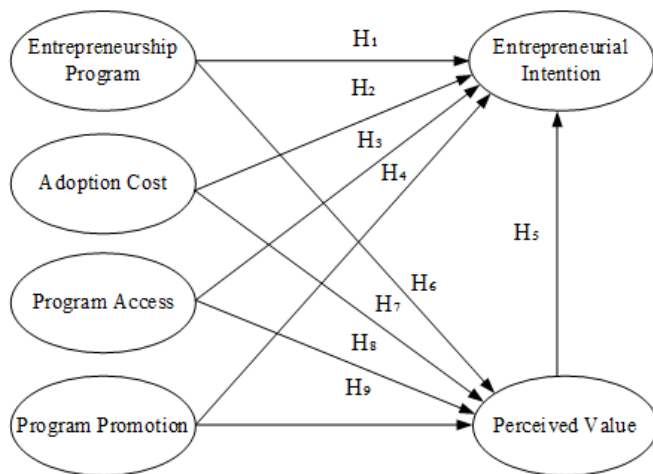 Entrepreneurship
Program
H₁
Entrepreneurial
Intention
H₂
H₃
H₄
Adoption Cost
H₅
Program Access
H₆
H₇
H₈
H₉
Program Promotion
Perceived Value